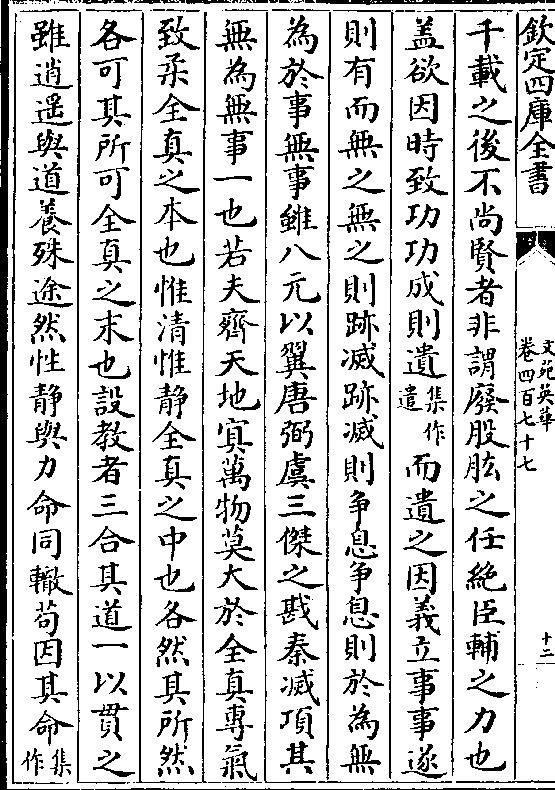 欽定四庫全書
文苑英華
卷四百七十七
十二
千載之後不尚賢者非謂廢股肱之任絶臣輔之力也
盖欲因時致功功成則遺集作遣而遺之因義立事事遂
則有而無之無之則跡滅跡滅則争息争息則於為無
為於事無事雖八元以翼唐弼虞三傑之戡秦滅項其
無為無事一也若夫齊天地寘萬物莫大於全真專氣
致柔全真之本也惟清惟静全真之中也各然其所然
各可其所可全真之末也設教者三合其道一以貫之
雖逍遥與道養殊途然性静與力命同轍苟因其命集作